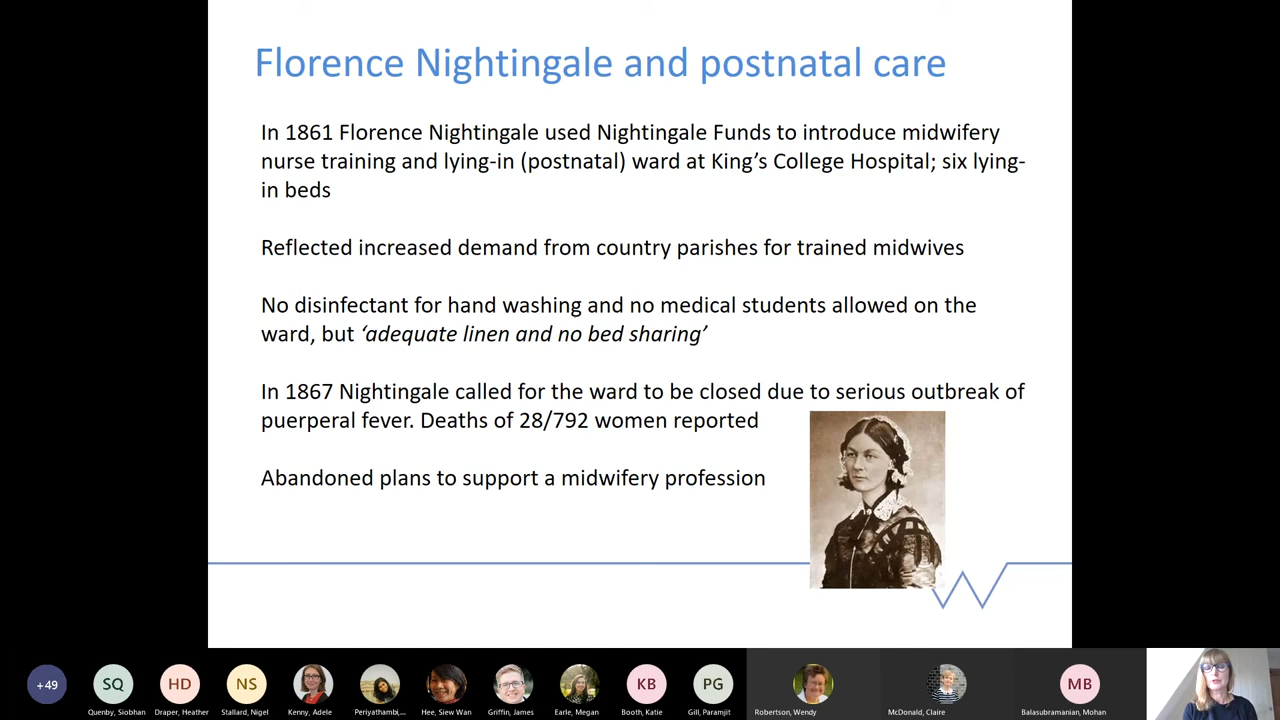 Florence Nightingale and postnatal care
In 1861 Florence Nightingale used Nightingale Funds to introduce midwifery
nurse training and lying-in (postnatal) ward at King’s College Hospital; six lying-
in beds
Reflected increased demand from country parishes for trained midwives
No disinfectant for hand washing and no medical students allowed on the
ward, but ‘adequate linen and no bed sharing’
In 1867 Nightingale called for the ward to be closed due to serious outbreak of
puerperal fever. Deaths of 28/792 women reported
Abandoned plans to support a midwifery profession
+49 SQ HD NS KB PG MB
Quenby, Siobhan Draper, Heather Stallard, Nigel Kenny, Adele Periyathambi,... Hee, Siew Wan Griffin, James Earle, Megan Booth, Katie Gill, Paramjit Robertson, Wendy McDonald, Claire Balasubramanian, Mohan